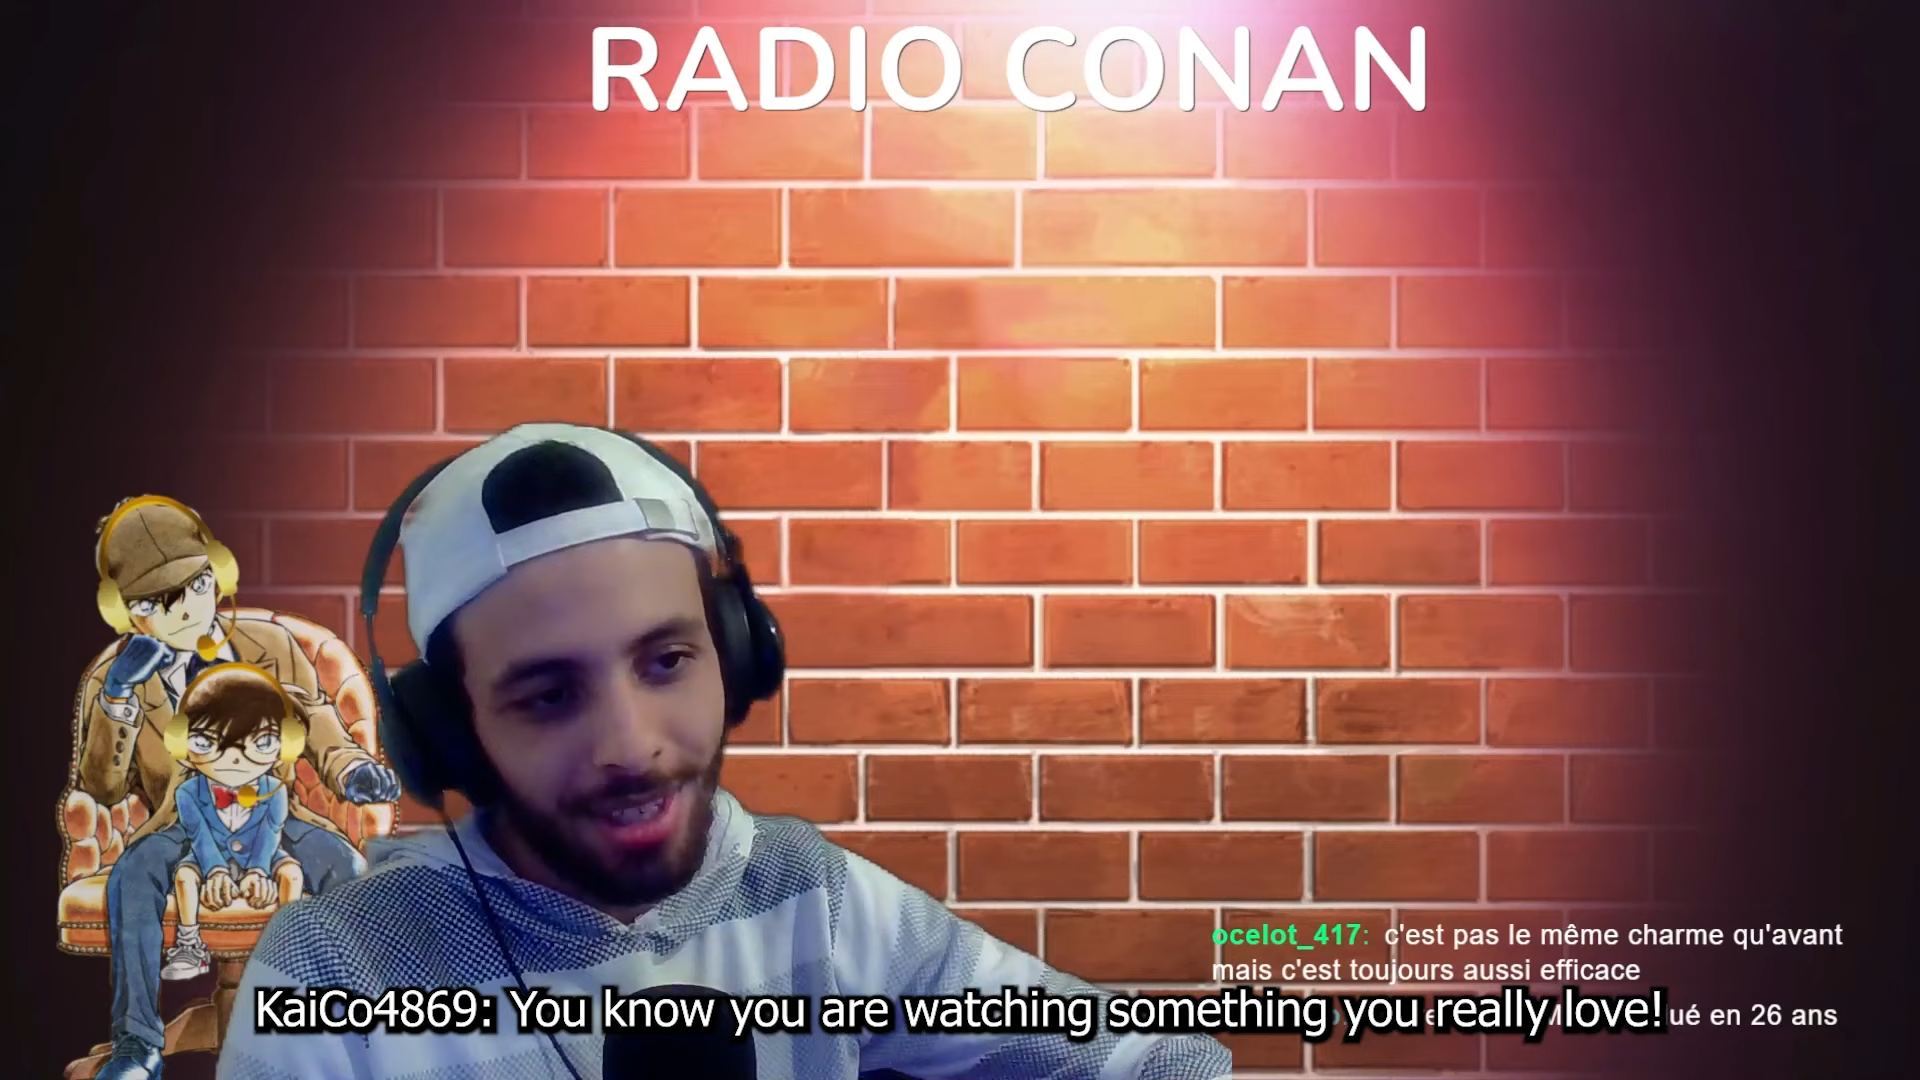 RADIO CONAN
ocelot_417: c'est pas le même charme qu'avant
mais c'est toujours aussi efficace
KaiCo4869: You know you are watching something you really love!
ué en 26 ans